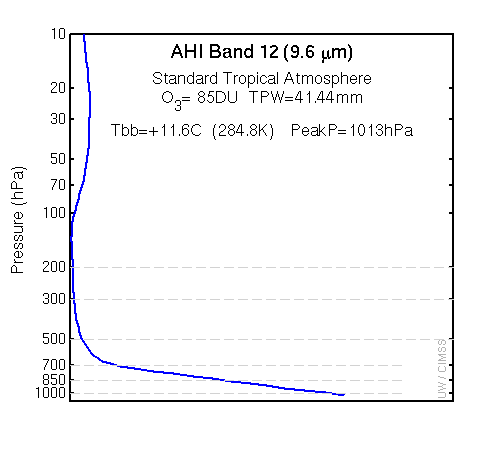 10
AHI Band 12 (9.6 μm)
Standard Tropical Atmosphere
O3= 85DU TPW=41.44mm
Tbb=+11.6C (284.8K) PeakP=1013hPa
20
30
50
70
100
200
300
500
700
850
1000
Pressure (hPa)
UW / CIMSS